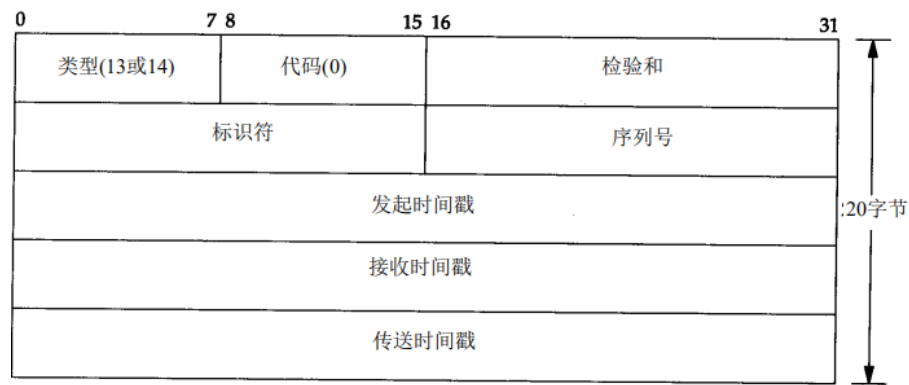 0 7 8 15 16 31
类型(13或14) 代码(0) 检验和
标识符 序列号
发起时间戳
20字节
接收时间戳
传送时间戳